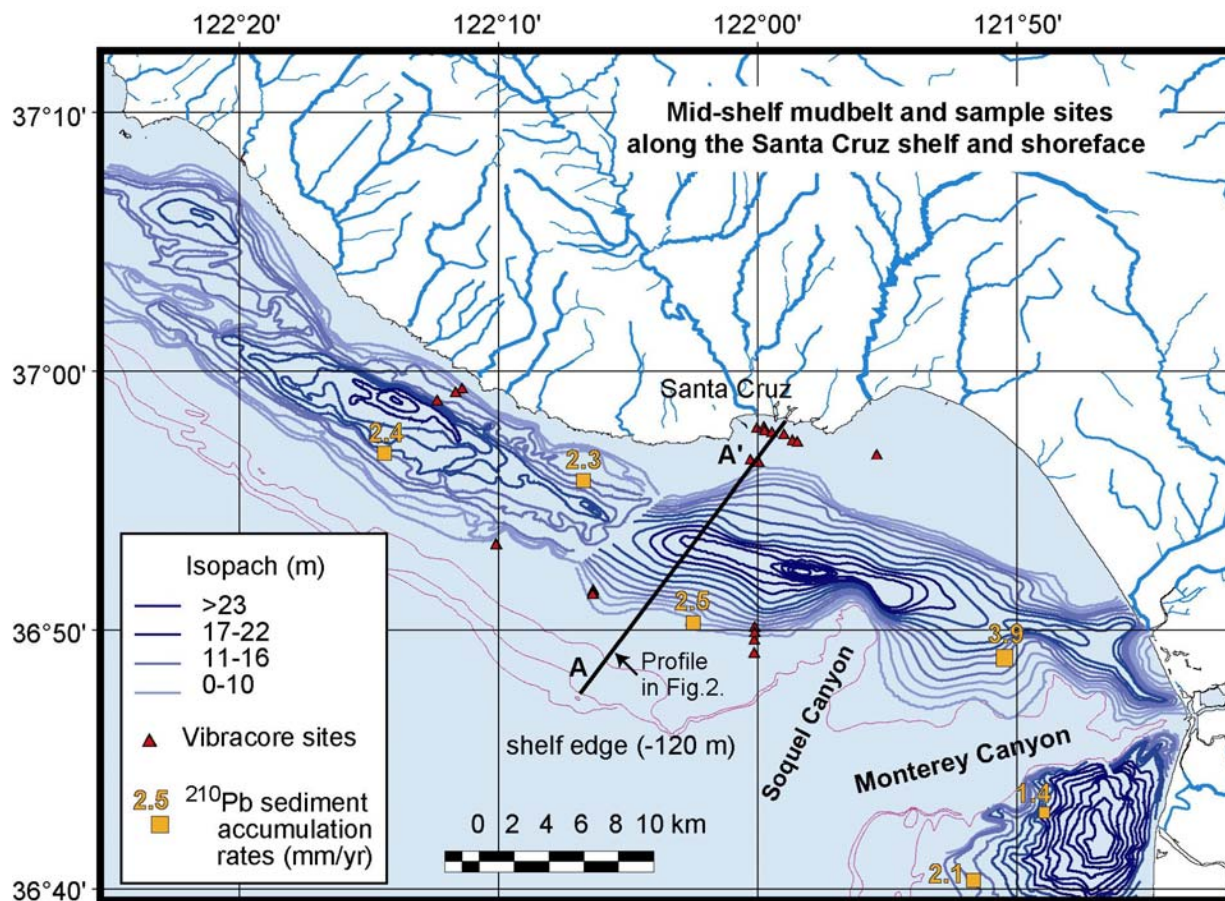 122°20' 122°10' 122°00' 121°50'
37°10'
Mid-shelf mudbelt and sample sites
along the Santa Cruz shelf and shoreface
37°00'
Santa Cruz
2.4
2.3
A'
Isopach (m)
>23
17-22
11-16
0-10
2.5
3.9
36°50'
A
Profile
in Fig.2.
Vibracore sites
shelf edge (-120 m)
Soquel Canyon
Monterey Canyon
2.5 ²¹⁰Pb sediment
accumulation
rates (mm/yr)
0 2 4 6 8 10 km
1.4
2.1
36°40'